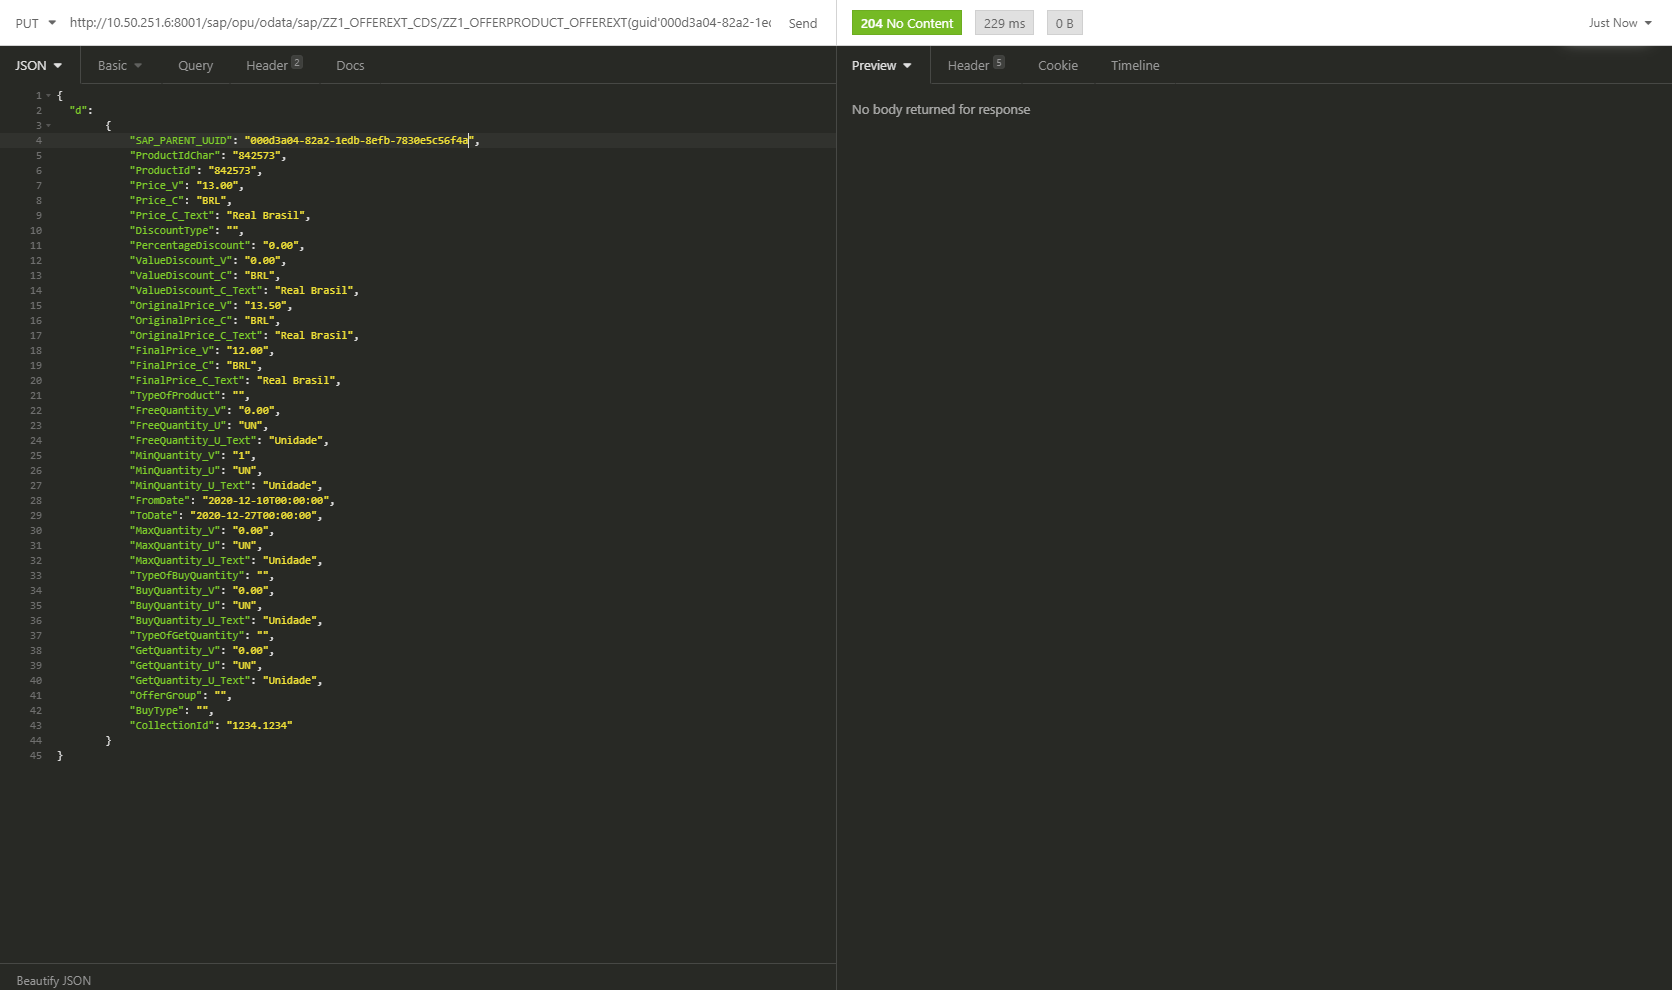 PUT http://10.50.251.6:8001/sap/opu/odata/sap/ZZ1_OFFEREXT_CDS/ZZ1_OFFERPRODUCT_OFFEREXT(guid'000d3a04-82a2-1ed Send
204 No Content 229 ms 0 B Just Now
JSON Basic Query Header 2 Docs
Preview Header 5 Cookie Timeline
No body returned for response
1 {
2 "d":
3 {
4 "SAP_PARENT_UUID": "000d3a04-82a2-1edb-8efb-7830e5c56f4a",
5 "ProductIdChar": "842573",
6 "ProductId": "842573",
7 "Price_V": "13.00",
8 "Price_C": "BRL",
9 "Price_C_Text": "Real Brasil",
10 "DiscountType": "",
11 "PercentageDiscount": "0.00",
12 "ValueDiscount_V": "0.00",
13 "ValueDiscount_C": "BRL",
14 "ValueDiscount_C_Text": "Real Brasil",
15 "OriginalPrice_V": "13.50",
16 "OriginalPrice_C": "BRL",
17 "OriginalPrice_C_Text": "Real Brasil",
18 "FinalPrice_V": "12.00",
19 "FinalPrice_C": "BRL",
20 "FinalPrice_C_Text": "Real Brasil",
21 "TypeOfProduct": "",
22 "FreeQuantity_V": "0.00",
23 "FreeQuantity_U": "UN",
24 "FreeQuantity_U_Text": "Unidade",
25 "MinQuantity_V": "1",
26 "MinQuantity_U": "UN",
27 "MinQuantity_U_Text": "Unidade",
28 "FromDate": "2020-12-10T00:00:00",
29 "ToDate": "2020-12-27T00:00:00",
30 "MaxQuantity_V": "0.00",
31 "MaxQuantity_U": "UN",
32 "MaxQuantity_U_Text": "Unidade",
33 "TypeOfBuyQuantity": "",
34 "BuyQuantity_V": "0.00",
35 "BuyQuantity_U": "UN",
36 "BuyQuantity_U_Text": "Unidade",
37 "TypeOfGetQuantity": "",
38 "GetQuantity_V": "0.00",
39 "GetQuantity_U": "UN",
40 "GetQuantity_U_Text": "Unidade",
41 "OfferGroup": "",
42 "BuyType": "",
43 "CollectionId": "1234.1234"
44 }
45 }
Beautify JSON